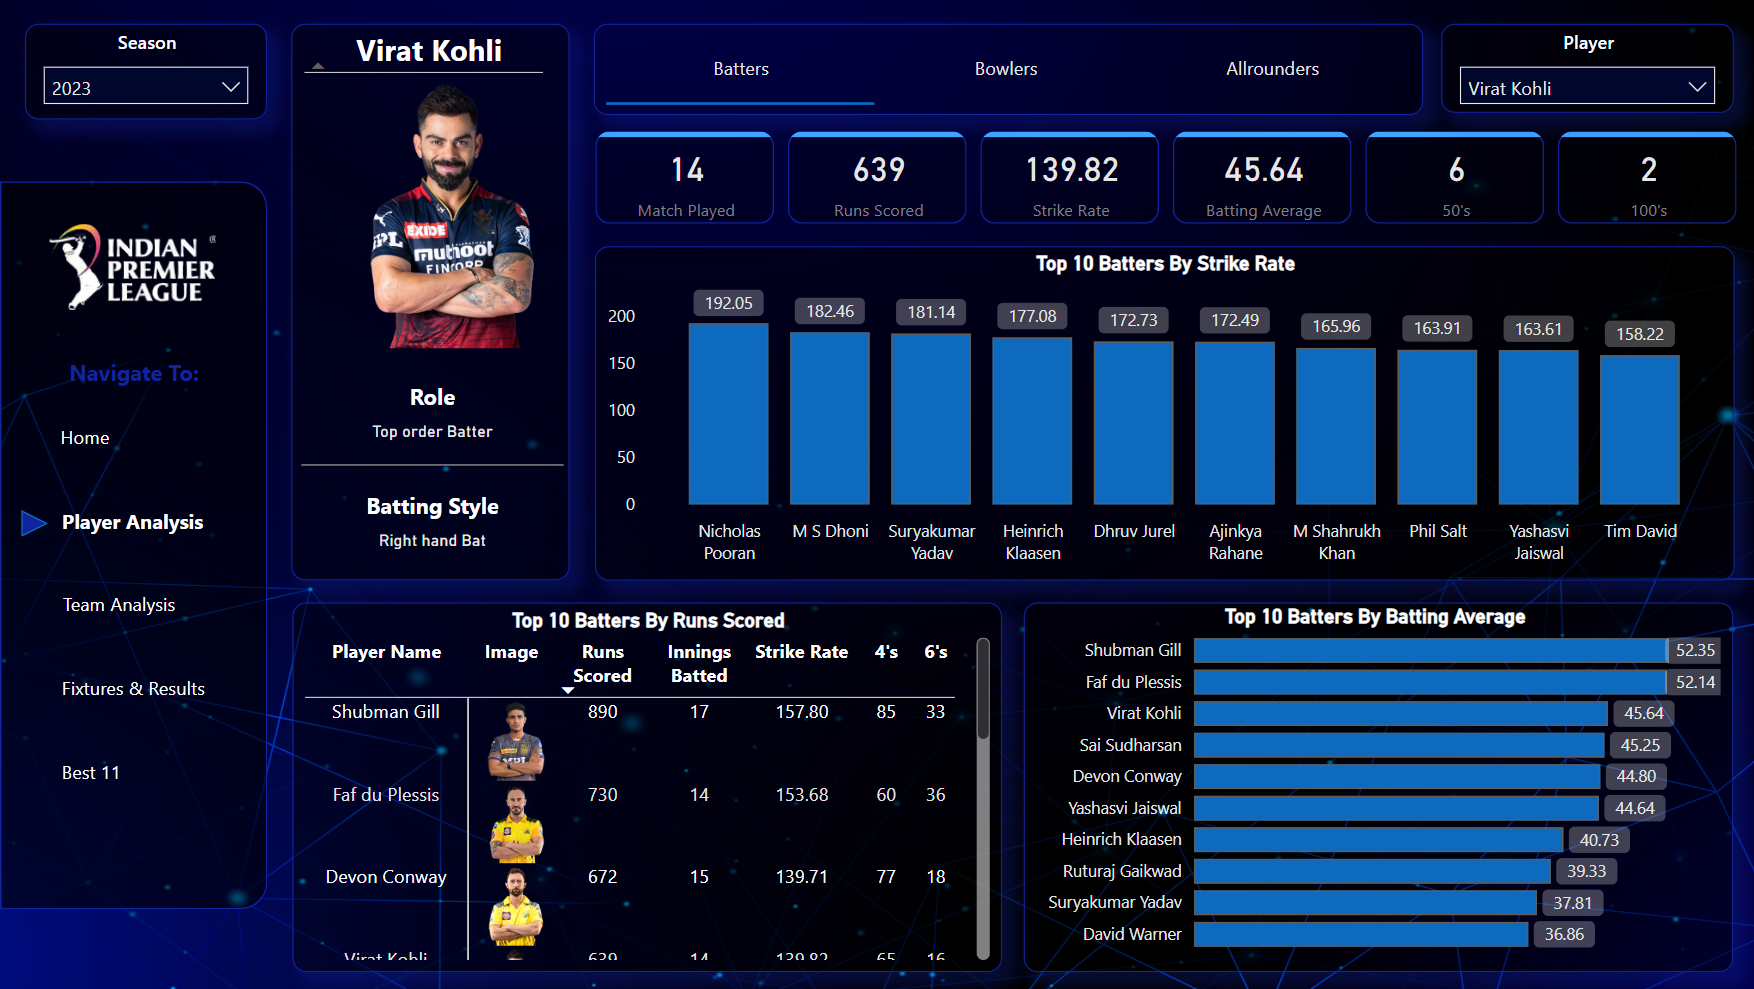 Season
2023
Virat Kohli
Batters
Bowlers
Allrounders
Player
Virat Kohli
14
Match Played
639
Runs Scored
139.82
Strike Rate
45.64
Batting Average
6
50's
2
100's
INDIAN
PREMIER
LEAGUE
Navigate To:
Home
Player Analysis
Team Analysis
Fixtures & Results
Best 11
EXIDE
muthoot
FINCORP
Role
Top order Batter
Batting Style
Right hand Bat
Top 10 Batters By Strike Rate
200
150
100
50
0
192.05
182.46
181.14
177.08
172.73
172.49
165.96
163.91
163.61
158.22
Nicholas Pooran
M S Dhoni
Suryakumar Yadav
Heinrich Klaasen
Dhruv Jurel
Ajinkya Rahane
M Shahrukh Khan
Phil Salt
Yashasvi Jaiswal
Tim David
Top 10 Batters By Runs Scored
Player Name Image Runs Scored Innings Batted Strike Rate 4's 6's
Shubman Gill 890 17 157.80 85 33
Faf du Plessis 730 14 153.68 60 36
Devon Conway 672 15 139.71 77 18
Virat Kohli 639 14 139.82 65 16
Top 10 Batters By Batting Average
Shubman Gill 52.35
Faf du Plessis 52.14
Virat Kohli 45.64
Sai Sudharsan 45.25
Devon Conway 44.80
Yashasvi Jaiswal 44.64
Heinrich Klaasen 40.73
Ruturaj Gaikwad 39.33
Suryakumar Yadav 37.81
David Warner 36.86